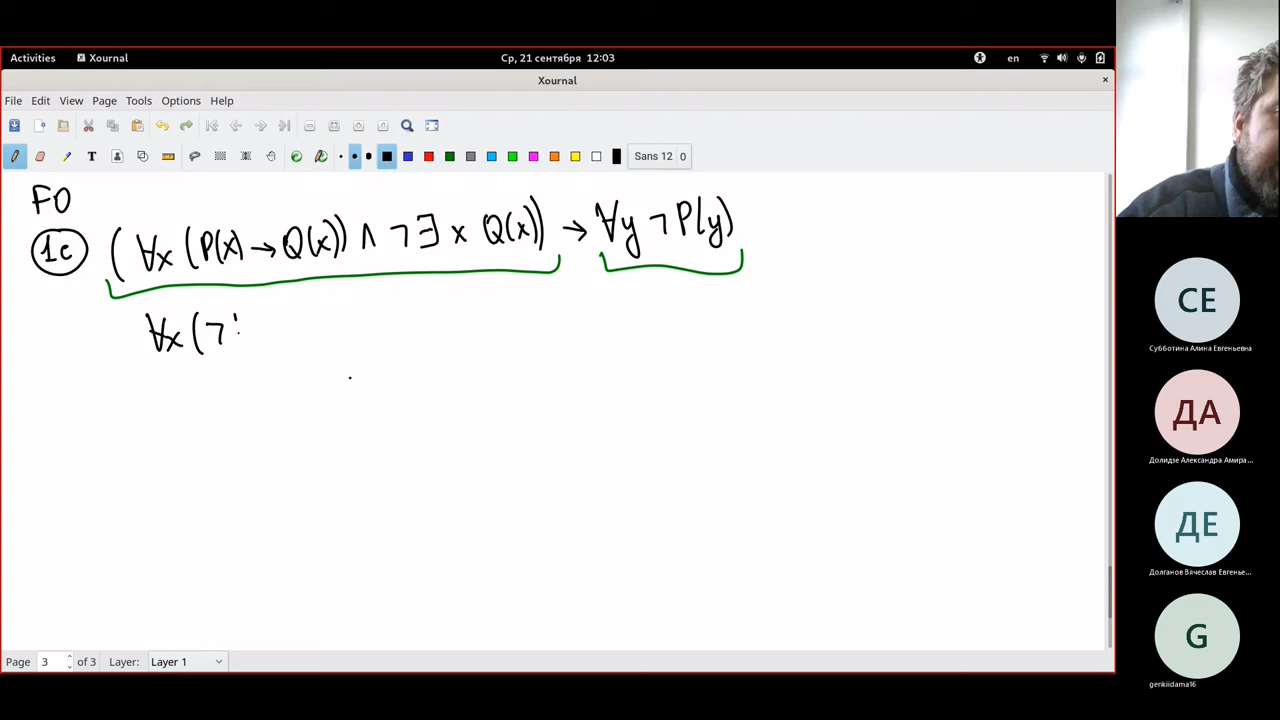 Activities Xournal Ср, 21 сентября 12:03 en
Xournal
File Edit View Page Tools Options Help
Sans 12 0
FO
1c ( ∀x (P(x) → Q(x)) ∧ ¬∃x Q(x)) → ∀y ¬P(y)
∀x (¬
Page 3 of 3 Layer: Layer 1
СЕ
Субботина Алина Евгеньевна
ДА
Долидзе Александра Амира...
ДЕ
Долганов Вячеслав Евгенье...
G
genkiidama16